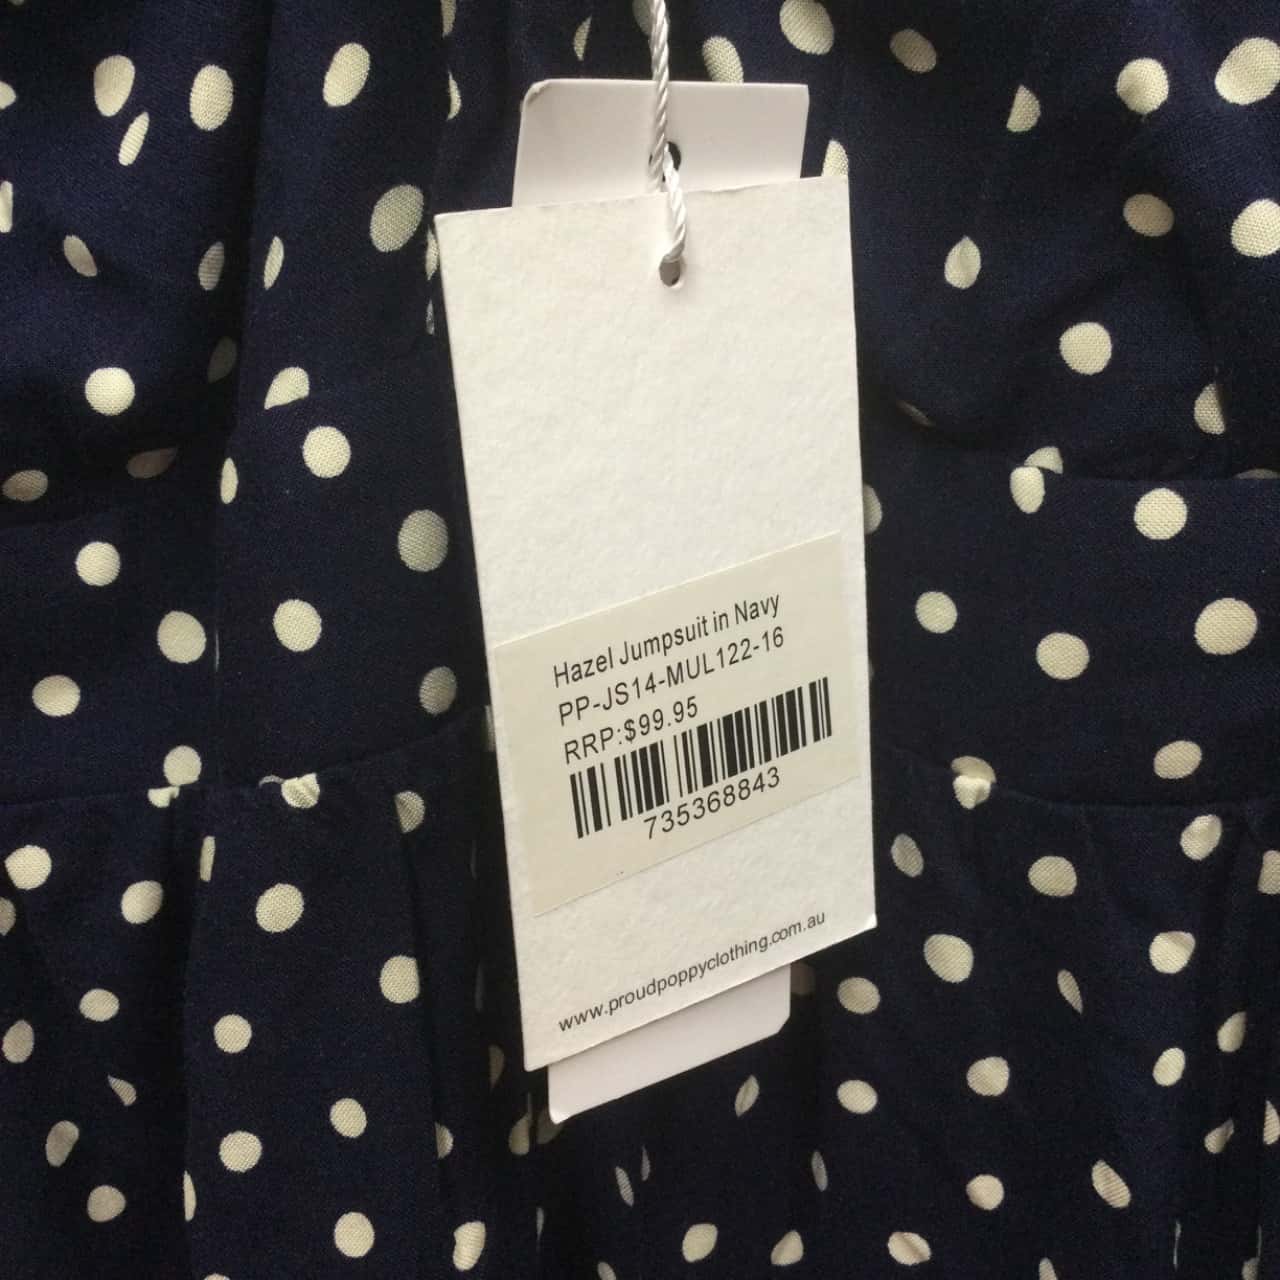 Hazel Jumpsuit in Navy
PP-JS14-MUL122-16
RRP:$99.95
735368843
www.proudpoppyclothing.com.au